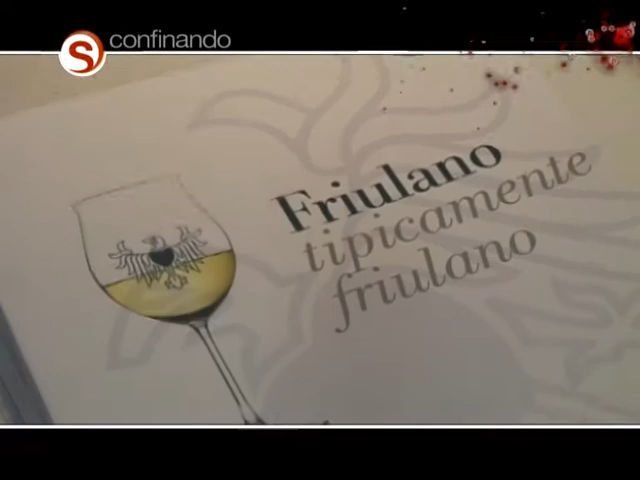 S confinando
Friulano
tipicamente
friulano